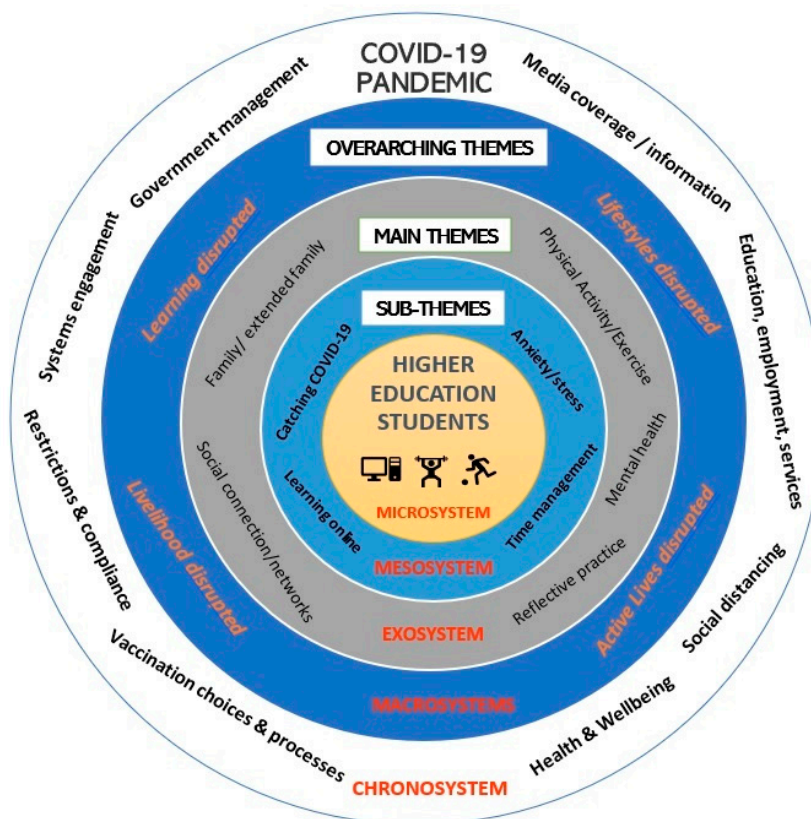 COVID-19
PANDEMIC
Government management
Media coverage / information
Systems engagement
Education, employment, services
Restrictions & compliance
Social distancing
Vaccination choices & processes
Health & Wellbeing
CHRONOSYSTEM
OVERARCHING THEMES
Learning disrupted
Lifestyles disrupted
Livelihood disrupted
Active Lives disrupted
MACROSYSTEMS
MAIN THEMES
Family/ extended family
Physical Activity/Exercise
Mental health
Social connection/networks
Reflective practice
EXOSYSTEM
SUB-THEMES
Catching COVID-19
Anxiety/stress
Learning online
Time management
MESOSYSTEM
HIGHER
EDUCATION
STUDENTS
MICROSYSTEM